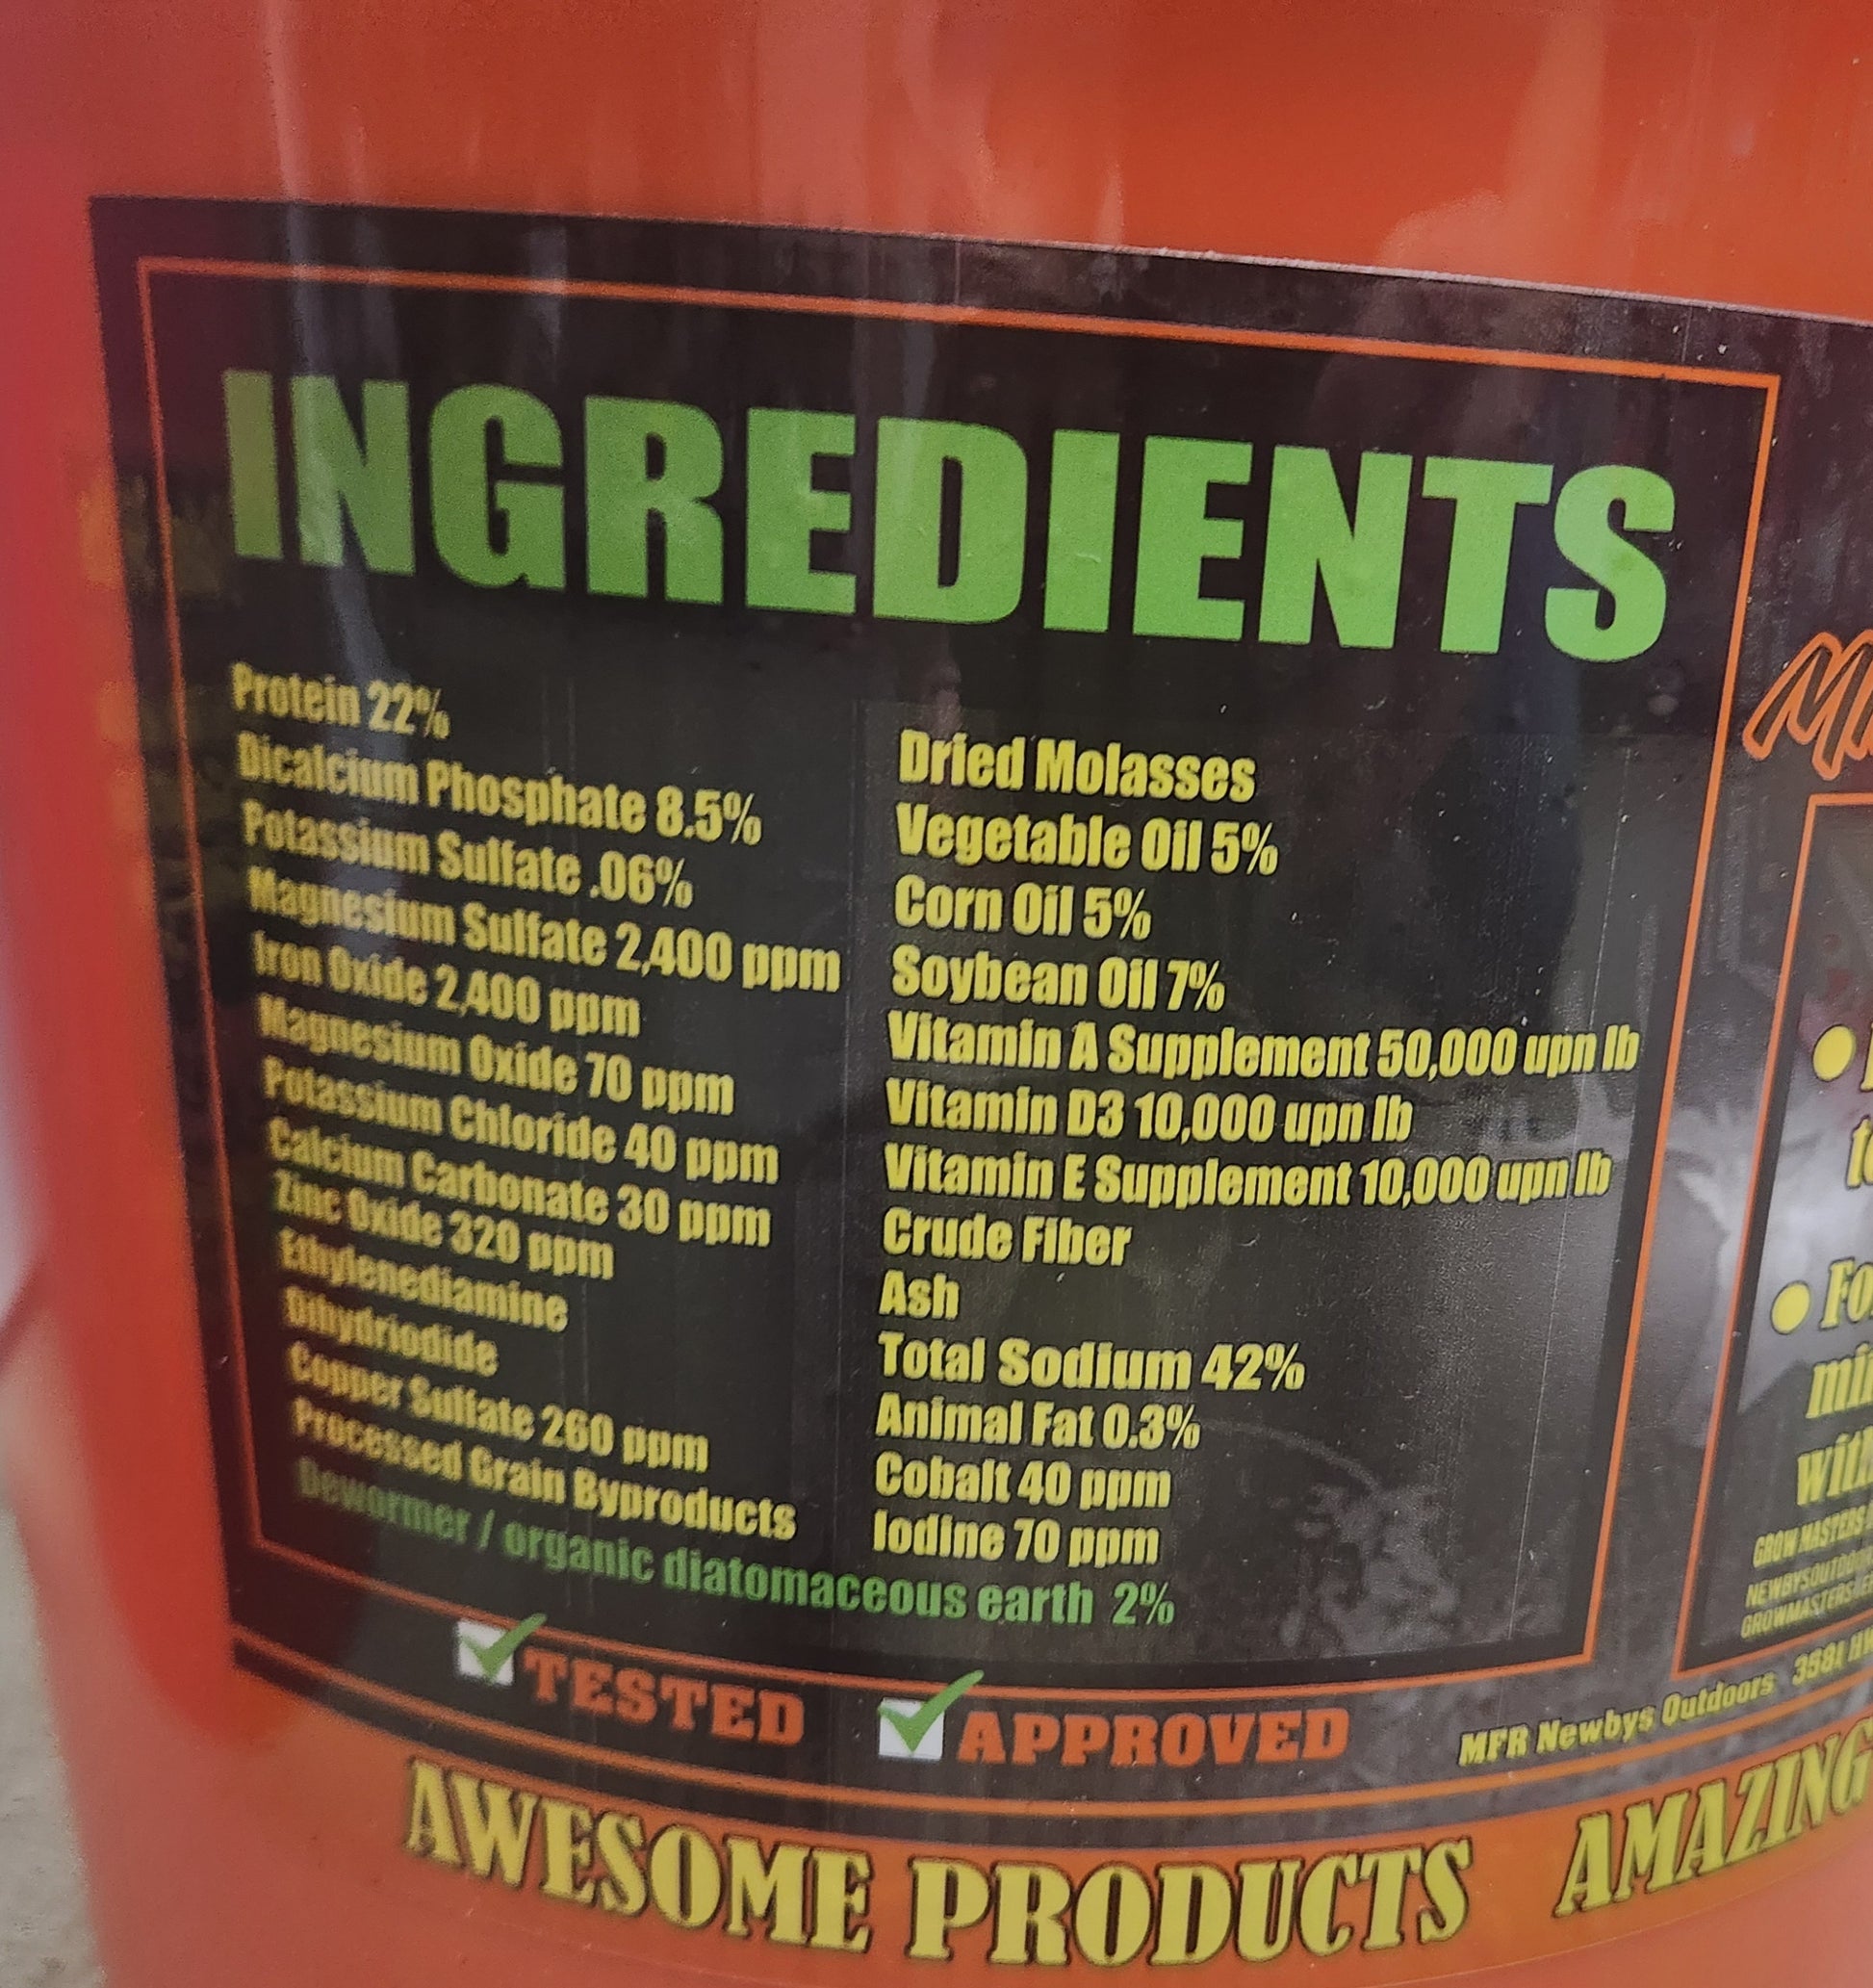 INGREDIENTS
Protein 22%
Dicalcium Phosphate 8.5%
Potassium Sulfate .06%
Magnesium Sulfate 2,400 ppm
Iron Oxide 2,400 ppm
Magnesium Oxide 70 ppm
Potassium Chloride 40 ppm
Calcium Carbonate 30 ppm
Zinc Oxide 320 ppm
Ethylenediamine
Dihydriodide
Copper Sulfate 260 ppm
Processed Grain Byproducts
Dewormer / organic diatomaceous earth 2%
Dried Molasses
Vegetable Oil 5%
Corn Oil 5%
Soybean Oil 7%
Vitamin A Supplement 50,000 upn lb
Vitamin D3 10,000 upn lb
Vitamin E Supplement 10,000 upn lb
Crude Fiber
Ash
Total Sodium 42%
Animal Fat 0.3%
Cobalt 40 ppm
Iodine 70 ppm
TESTED
APPROVED
GROW MASTERS
MFR Newbys Outdoors 3981
AWESOME PRODUCTS AMAZING